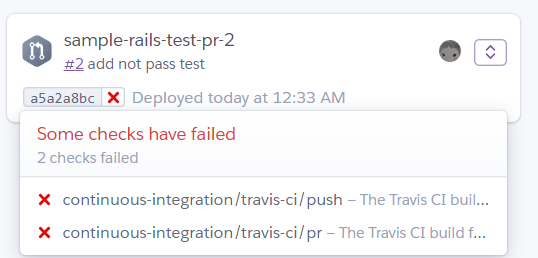 sample-rails-test-pr-2
#2 add not pass test
a5a2a8bc Deployed today at 12:33 AM
Some checks have failed
2 checks failed
continuous-integration/travis-ci/push – The Travis CI buil...
continuous-integration/travis-ci/pr – The Travis CI build f...